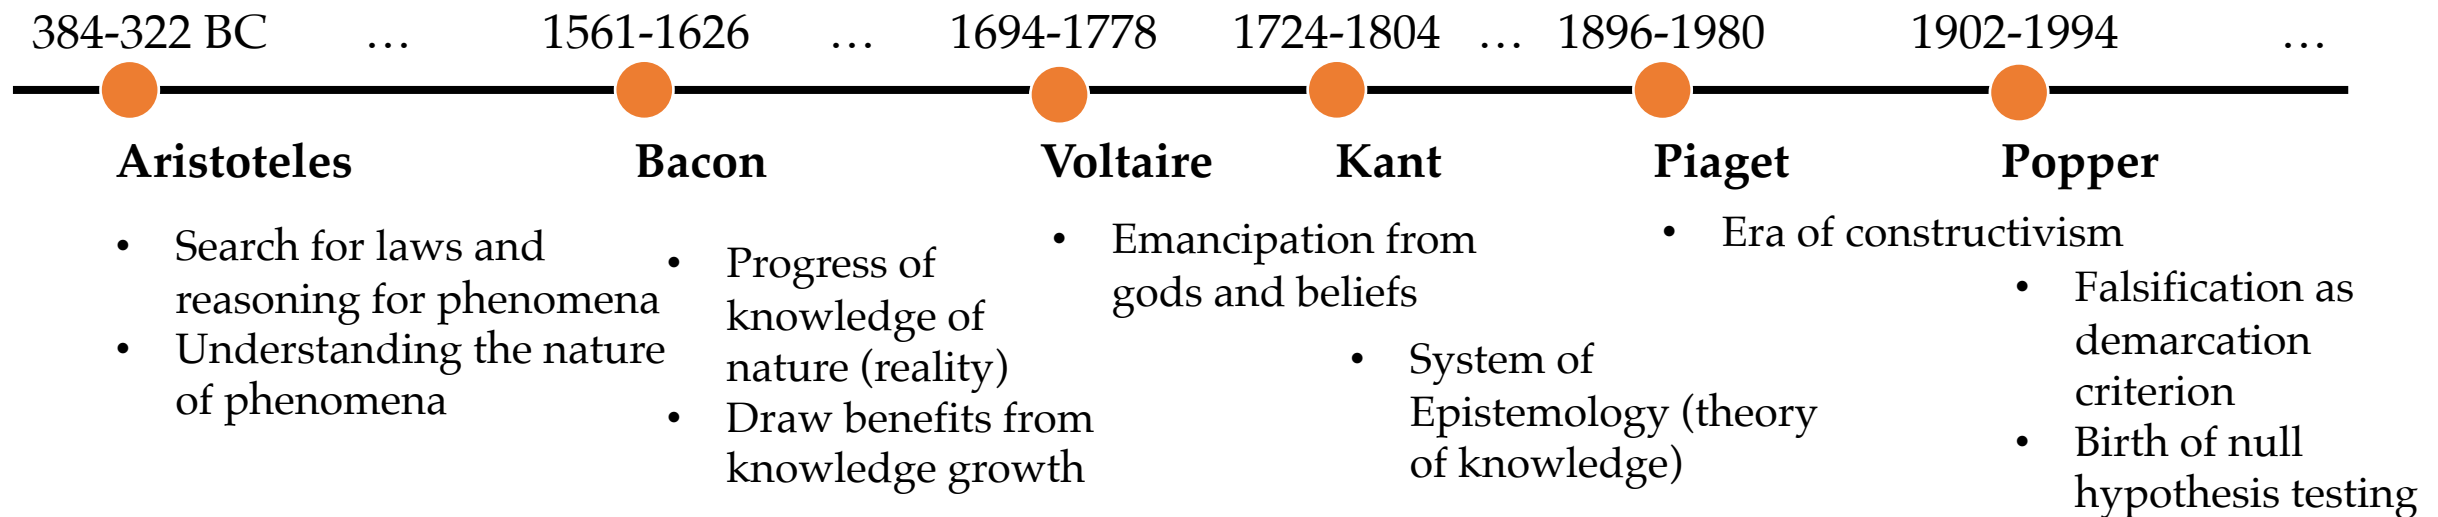 384-322 BC … 1561-1626 … 1694-1778 1724-1804 … 1896-1980 1902-1994 …
Aristoteles Bacon Voltaire Kant Piaget Popper
• Search for laws and
reasoning for phenomena
• Understanding the nature
of phenomena
• Progress of
knowledge of
nature (reality)
• Draw benefits from
knowledge growth
• Emancipation from
gods and beliefs
• System of
Epistemology (theory
of knowledge)
• Era of constructivism
• Falsification as
demarcation
criterion
• Birth of null
hypothesis testing